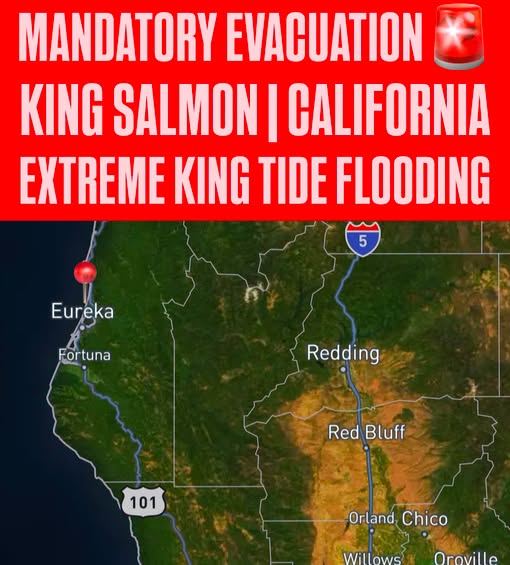 MANDATORY EVACUATION 🚨
KING SALMON | CALIFORNIA
EXTREME KING TIDE FLOODING
5
Eureka
Fortuna
Redding
Red Bluff
101
Orland
Chico
Willows
Oroville